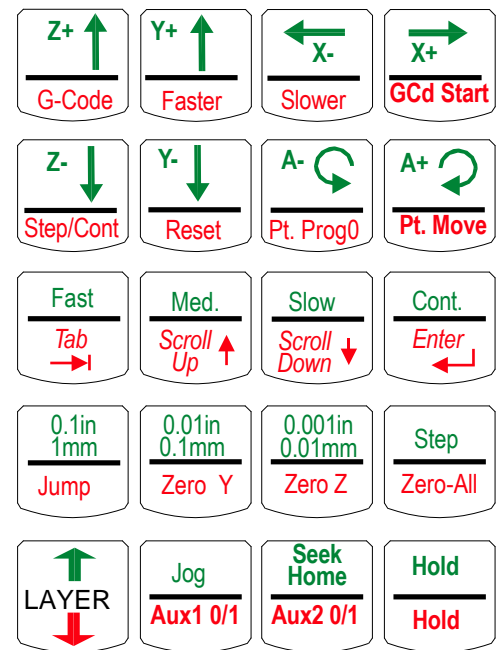 Z+
G-Code
Y+
Faster
X-
Slower
X+
GCd Start
Z-
Step/Cont
Y-
Reset
A-
Pt. Prog0
A+
Pt. Move
Fast
Tab
Med.
Scroll
Up
Slow
Scroll
Down
Cont.
Enter
0.1in
1mm
Jump
0.01in
0.1mm
Zero Y
0.001in
0.01mm
Zero Z
Step
Zero-All
LAYER
Jog
Aux1 0/1
Seek
Home
Aux2 0/1
Hold
Hold